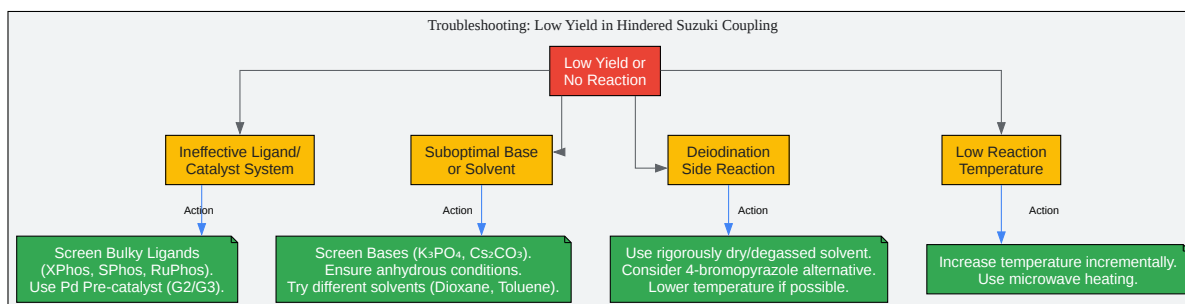 Troubleshooting: Low Yield in Hindered Suzuki Coupling
Low Yield or
No Reaction
Ineffective Ligand/
Catalyst System
Suboptimal Base
or Solvent
Deiodination
Side Reaction
Low Reaction
Temperature
Action
Action
Action
Action
Screen Bulky Ligands
(XPhos, SPhos, RuPhos).
Use Pd Pre-catalyst (G2/G3).
Screen Bases (K₃PO₄, Cs₂CO₃).
Ensure anhydrous conditions.
Try different solvents (Dioxane, Toluene).
Use rigorously dry/degassed solvent.
Consider 4-bromopyrazole alternative.
Lower temperature if possible.
Increase temperature incrementally.
Use microwave heating.